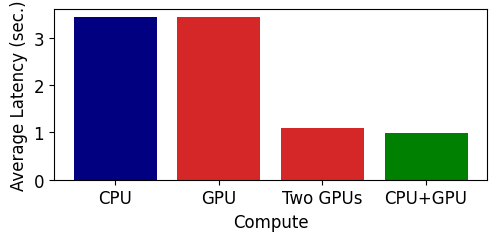 Average Latency (sec.)
3
2
1
0
CPU
GPU
Two GPUs
CPU+GPU
Compute